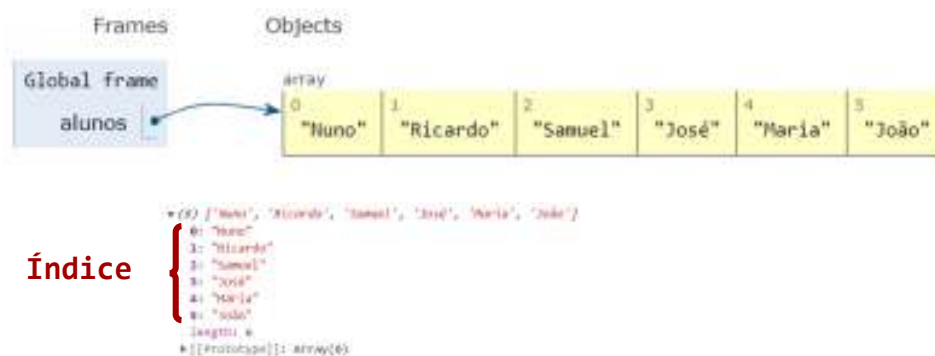 Frames Objects
Global frame
alunos
array
0 1 2 3 4 5
"Nuno" "Ricardo" "Samuel" "José" "Maria" "João"
(6) ['Nuno', 'Ricardo', 'Samuel', 'José', 'Maria', 'João']
0: "Nuno"
1: "Ricardo"
2: "Samuel"
Índice
3: "José"
4: "Maria"
5: "João"
length: 6
[[Prototype]]: Array(0)